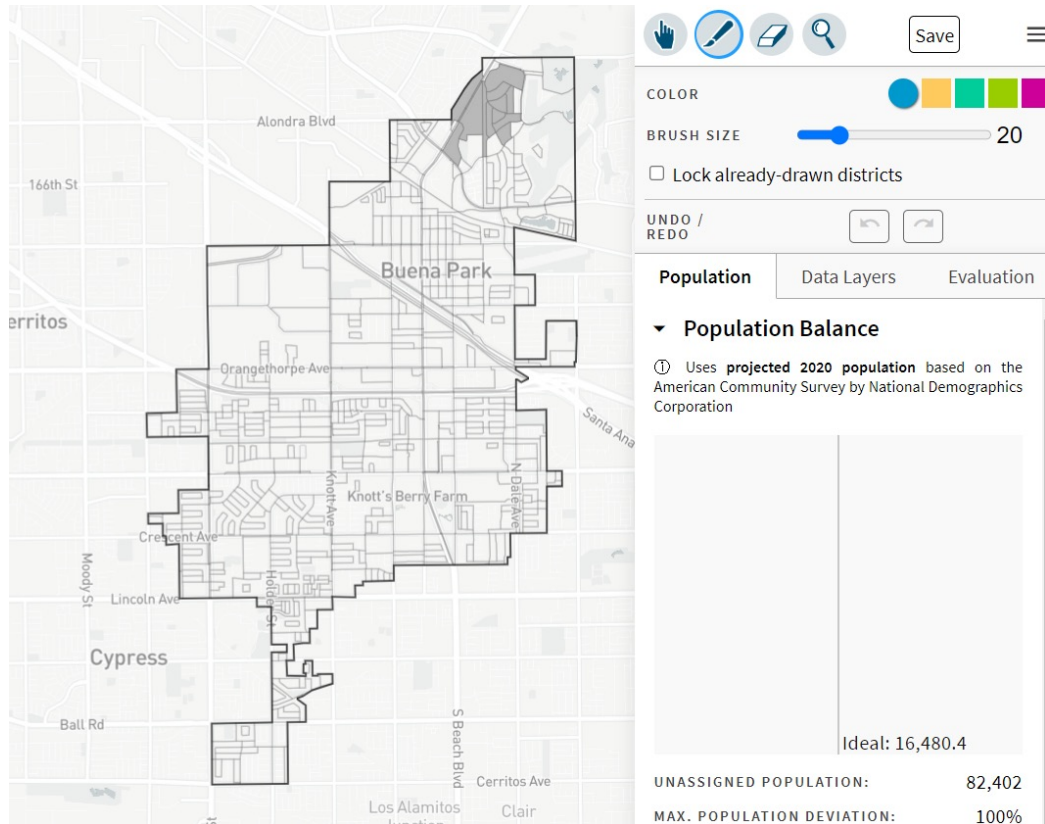 Save
COLOR
BRUSH SIZE
20
Lock already-drawn districts
UNDO /
REDO
Population
Data Layers
Evaluation
Population Balance
Uses projected 2020 population based on the
American Community Survey by National Demographics
Corporation
Ideal: 16,480.4
UNASSIGNED POPULATION: 82,402
MAX. POPULATION DEVIATION: 100%
Alondra Blvd
166th St
Buena Park
erritos
Orangethorpe Ave
Santa Ana
Knott Ave
Knott's Berry Farm
N Dale Ave
Crescent Ave
Moody St
Holder St
Lincoln Ave
Cypress
Ball Rd
S Beach Blvd
Cerritos Ave
Los Alamitos
Junction
Clair